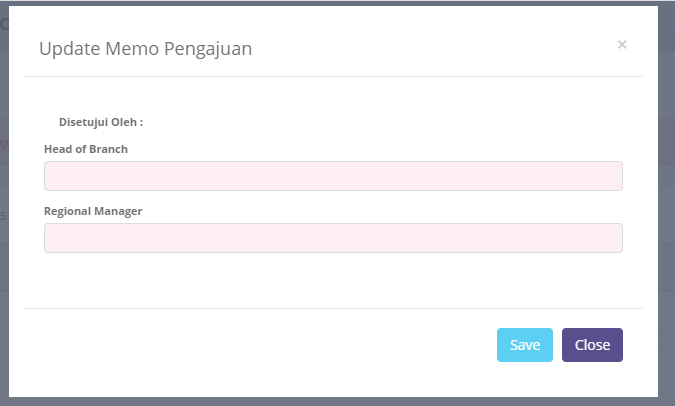 Update Memo Pengajuan
×
Disetujui Oleh :
Head of Branch
Regional Manager
Save
Close